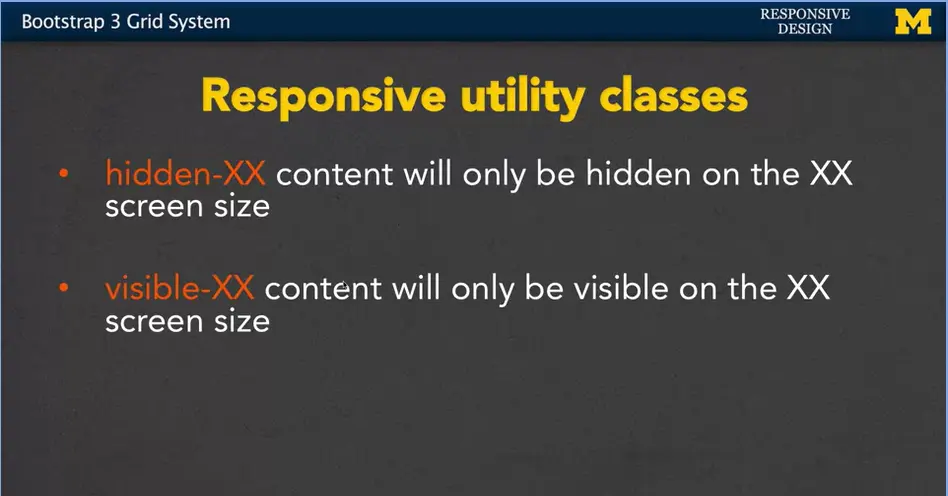 Bootstrap 3 Grid System
RESPONSIVE
DESIGN
M
Responsive utility classes
• hidden-XX content will only be hidden on the XX
screen size
• visible-XX content will only be visible on the XX
screen size